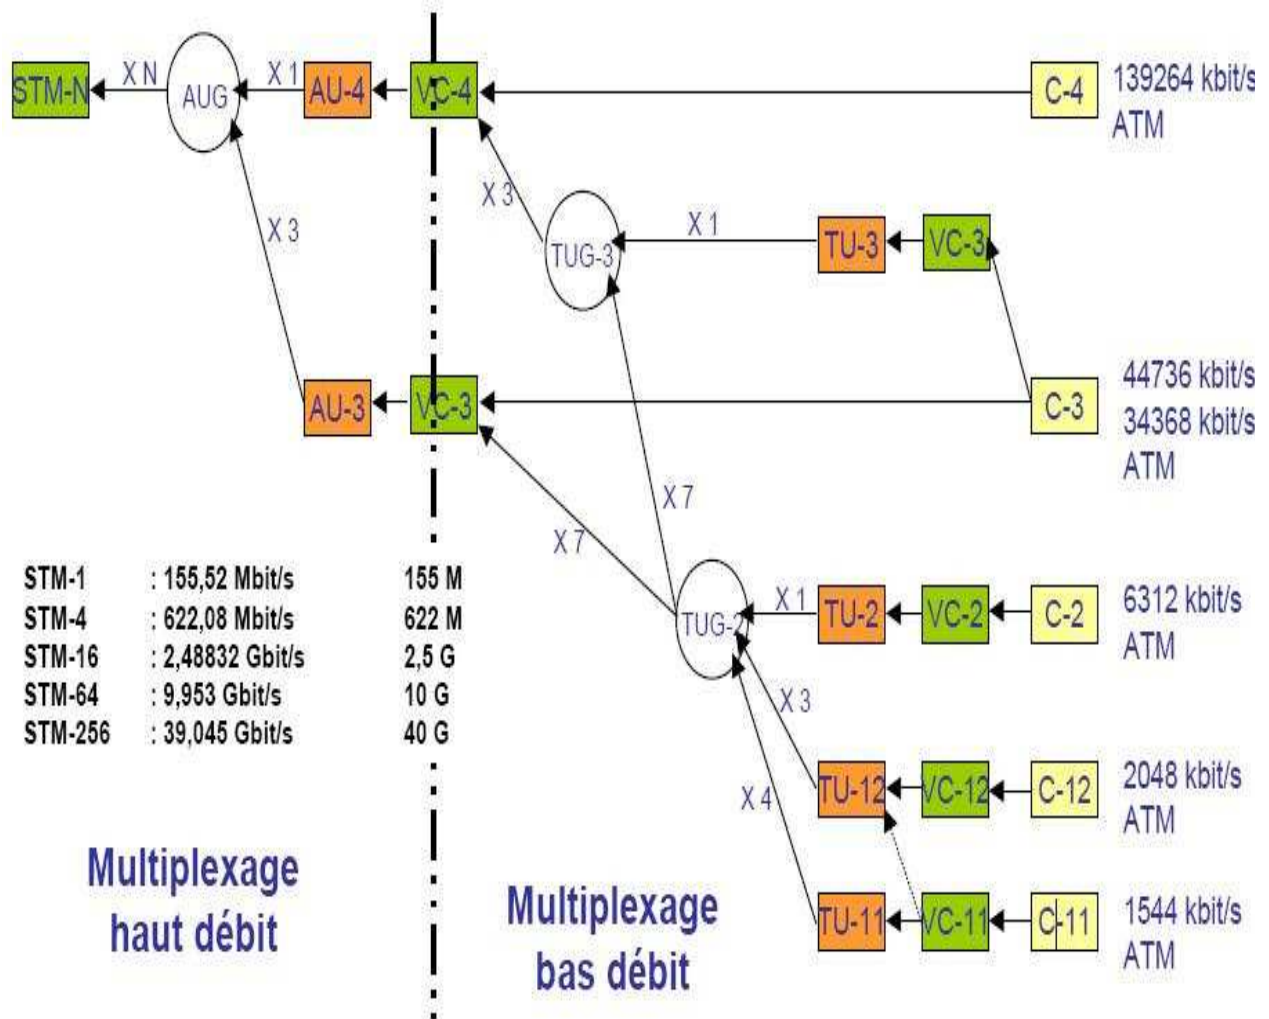 STM-N
X N
AUG
X 1
AU-4
VC-4
C-4
139264 kbit/s
ATM
X 3
X 3
TUG-3
X 1
TU-3
VC-3
AU-3
VC-3
C-3
44736 kbit/s
34368 kbit/s
ATM
X 7
X 7
STM-1 : 155,52 Mbit/s 155 M
STM-4 : 622,08 Mbit/s 622 M
STM-16 : 2,48832 Gbit/s 2,5 G
STM-64 : 9,953 Gbit/s 10 G
STM-256 : 39,045 Gbit/s 40 G
TUG-2
X 1
TU-2
VC-2
C-2
6312 kbit/s
ATM
X 3
X 4
TU-12
VC-12
C-12
2048 kbit/s
ATM
TU-11
VC-11
C-11
1544 kbit/s
ATM
Multiplexage
haut débit
Multiplexage
bas débit